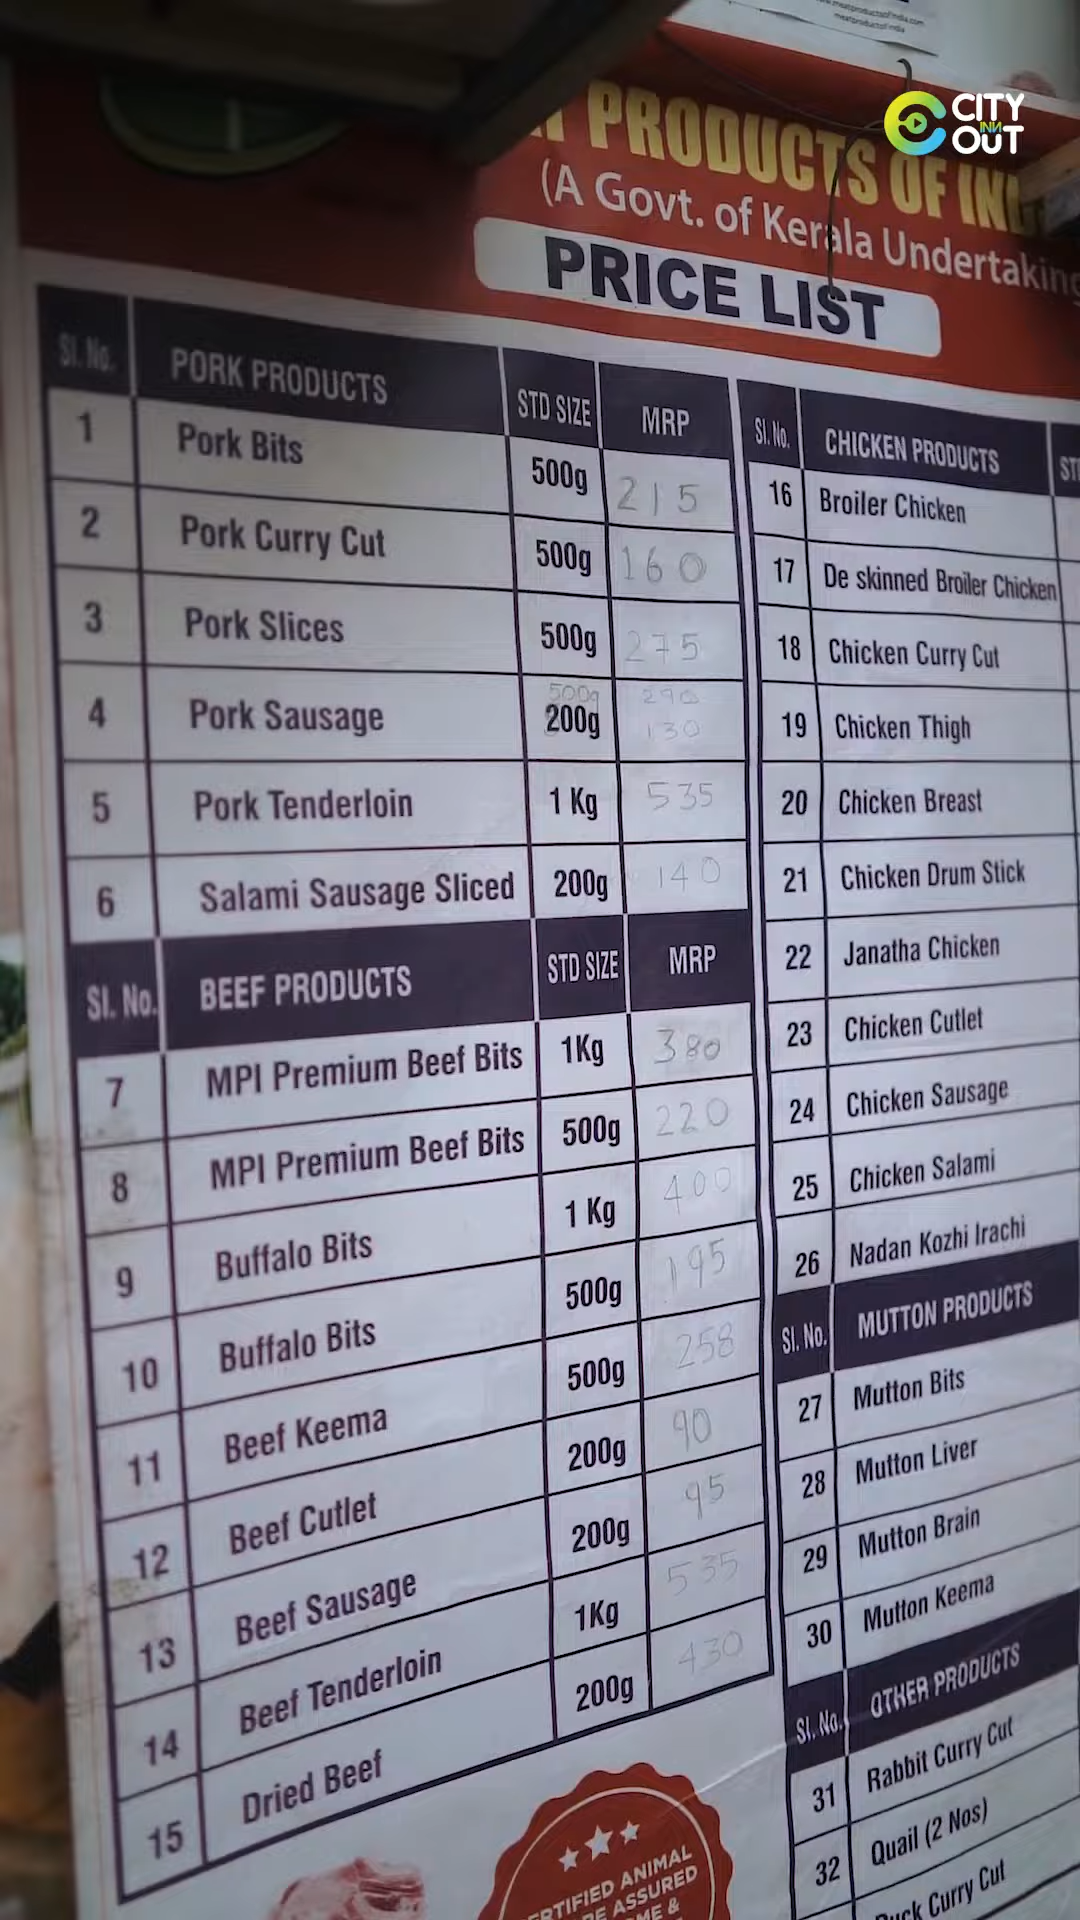 www.meatproductsofindia.com
meatproductsofindia
CITY
INN
OUT
PRODUCTS OF
(A Govt. of Kerala Undertaking
PRICE LIST
Sl. No. PORK PRODUCTS STD SIZE MRP
1 Pork Bits 500g 215
2 Pork Curry Cut 500g 160
3 Pork Slices 500g 275
4 Pork Sausage 500g 290
200g 130
5 Pork Tenderloin 1 Kg 535
6 Salami Sausage Sliced 200g 140
Sl. No. BEEF PRODUCTS STD SIZE MRP
7 MPI Premium Beef Bits 1Kg 380
8 MPI Premium Beef Bits 500g 220
9 Buffalo Bits 1 Kg 400
10 Buffalo Bits 500g 195
11 Beef Keema 500g 258
12 Beef Cutlet 200g 90
13 Beef Sausage 200g 95
14 Beef Tenderloin 1Kg 535
15 Dried Beef 200g 430
Sl. No. CHICKEN PRODUCTS
16 Broiler Chicken
17 De skinned Broiler Chicken
18 Chicken Curry Cut
19 Chicken Thigh
20 Chicken Breast
21 Chicken Drum Stick
22 Janatha Chicken
23 Chicken Cutlet
24 Chicken Sausage
25 Chicken Salami
26 Nadan Kozhi Irachi
Sl. No. MUTTON PRODUCTS
27 Mutton Bits
28 Mutton Liver
29 Mutton Brain
30 Mutton Keema
Sl. No. OTHER PRODUCTS
31 Rabbit Curry Cut
32 Quail (2 Nos)
Curry Cut
ANIMAL
ASSURED
&